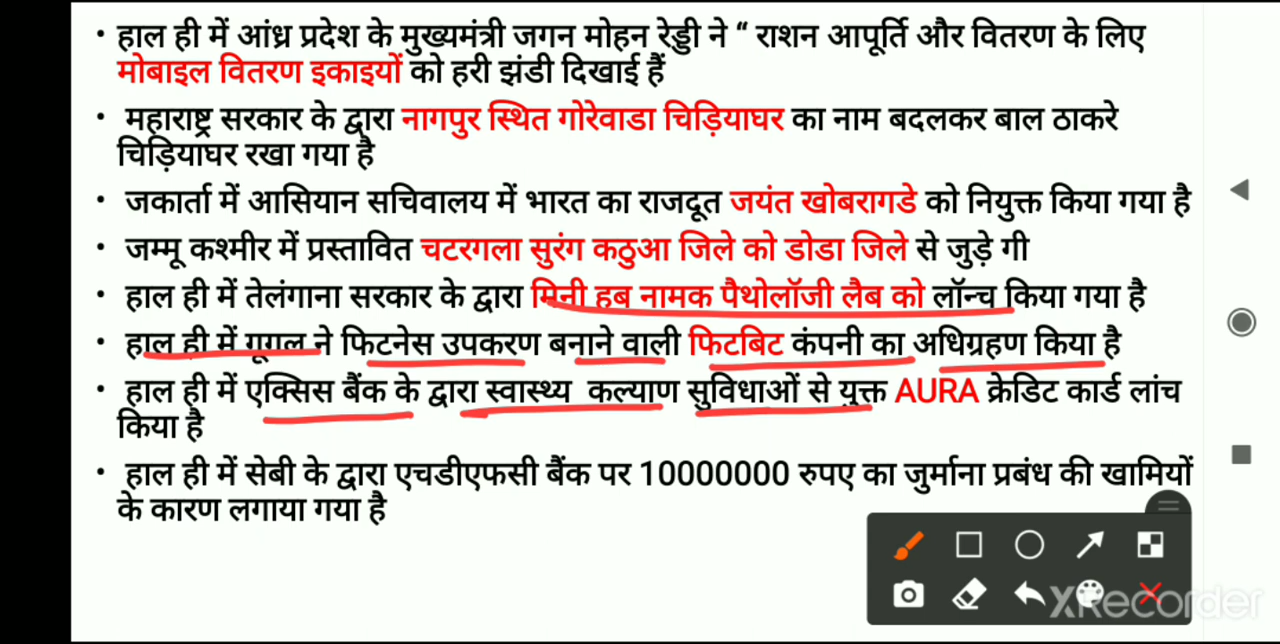 • हाल ही में आंध्र प्रदेश के मुख्यमंत्री जगन मोहन रेड्डी ने “ राशन आपूर्ति और वितरण के लिए
मोबाइल वितरण इकाइयों को हरी झंडी दिखाई हैं
• महाराष्ट्र सरकार के द्वारा नागपुर स्थित गोरेवाडा चिड़ियाघर का नाम बदलकर बाल ठाकरे
चिड़ियाघर रखा गया है
• जकार्ता में आसियान सचिवालय में भारत का राजदूत जयंत खोबरागडे को नियुक्त किया गया है
• जम्मू कश्मीर में प्रस्तावित चटरगला सुरंग कठुआ जिले को डोडा जिले से जुड़े गी
• हाल ही में तेलंगाना सरकार के द्वारा मिनी हब नामक पैथोलॉजी लैब को लॉन्च किया गया है
• हाल ही में गूगल ने फिटनेस उपकरण बनाने वाली फिटबिट कंपनी का अधिग्रहण किया है
• हाल ही में एक्सिस बैंक के द्वारा स्वास्थ्य कल्याण सुविधाओं से युक्त AURA क्रेडिट कार्ड लांच
किया है
• हाल ही में सेबी के द्वारा एचडीएफसी बैंक पर 10000000 रुपए का जुर्माना प्रबंध की खामियों
के कारण लगाया गया है
XRecorder